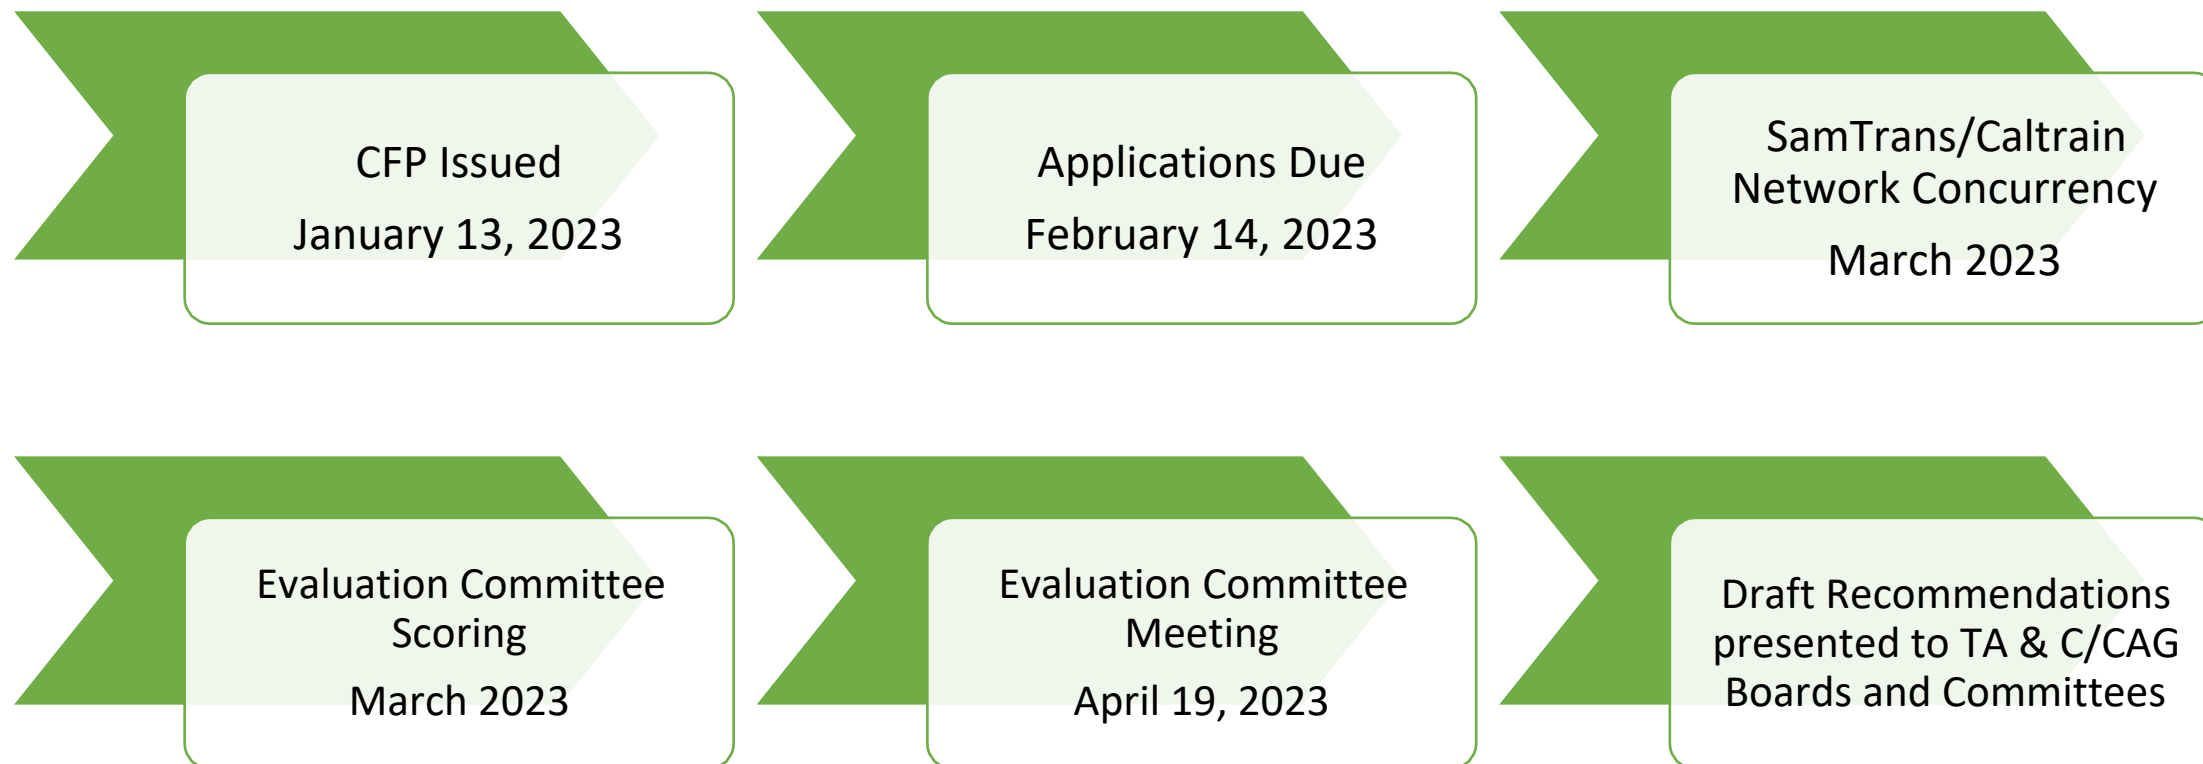 CFP Issued
January 13, 2023
Applications Due
February 14, 2023
SamTrans/Caltrain
Network Concurrency
March 2023
Evaluation Committee
Scoring
March 2023
Evaluation Committee
Meeting
April 19, 2023
Draft Recommendations
presented to TA & C/CAG
Boards and Committees